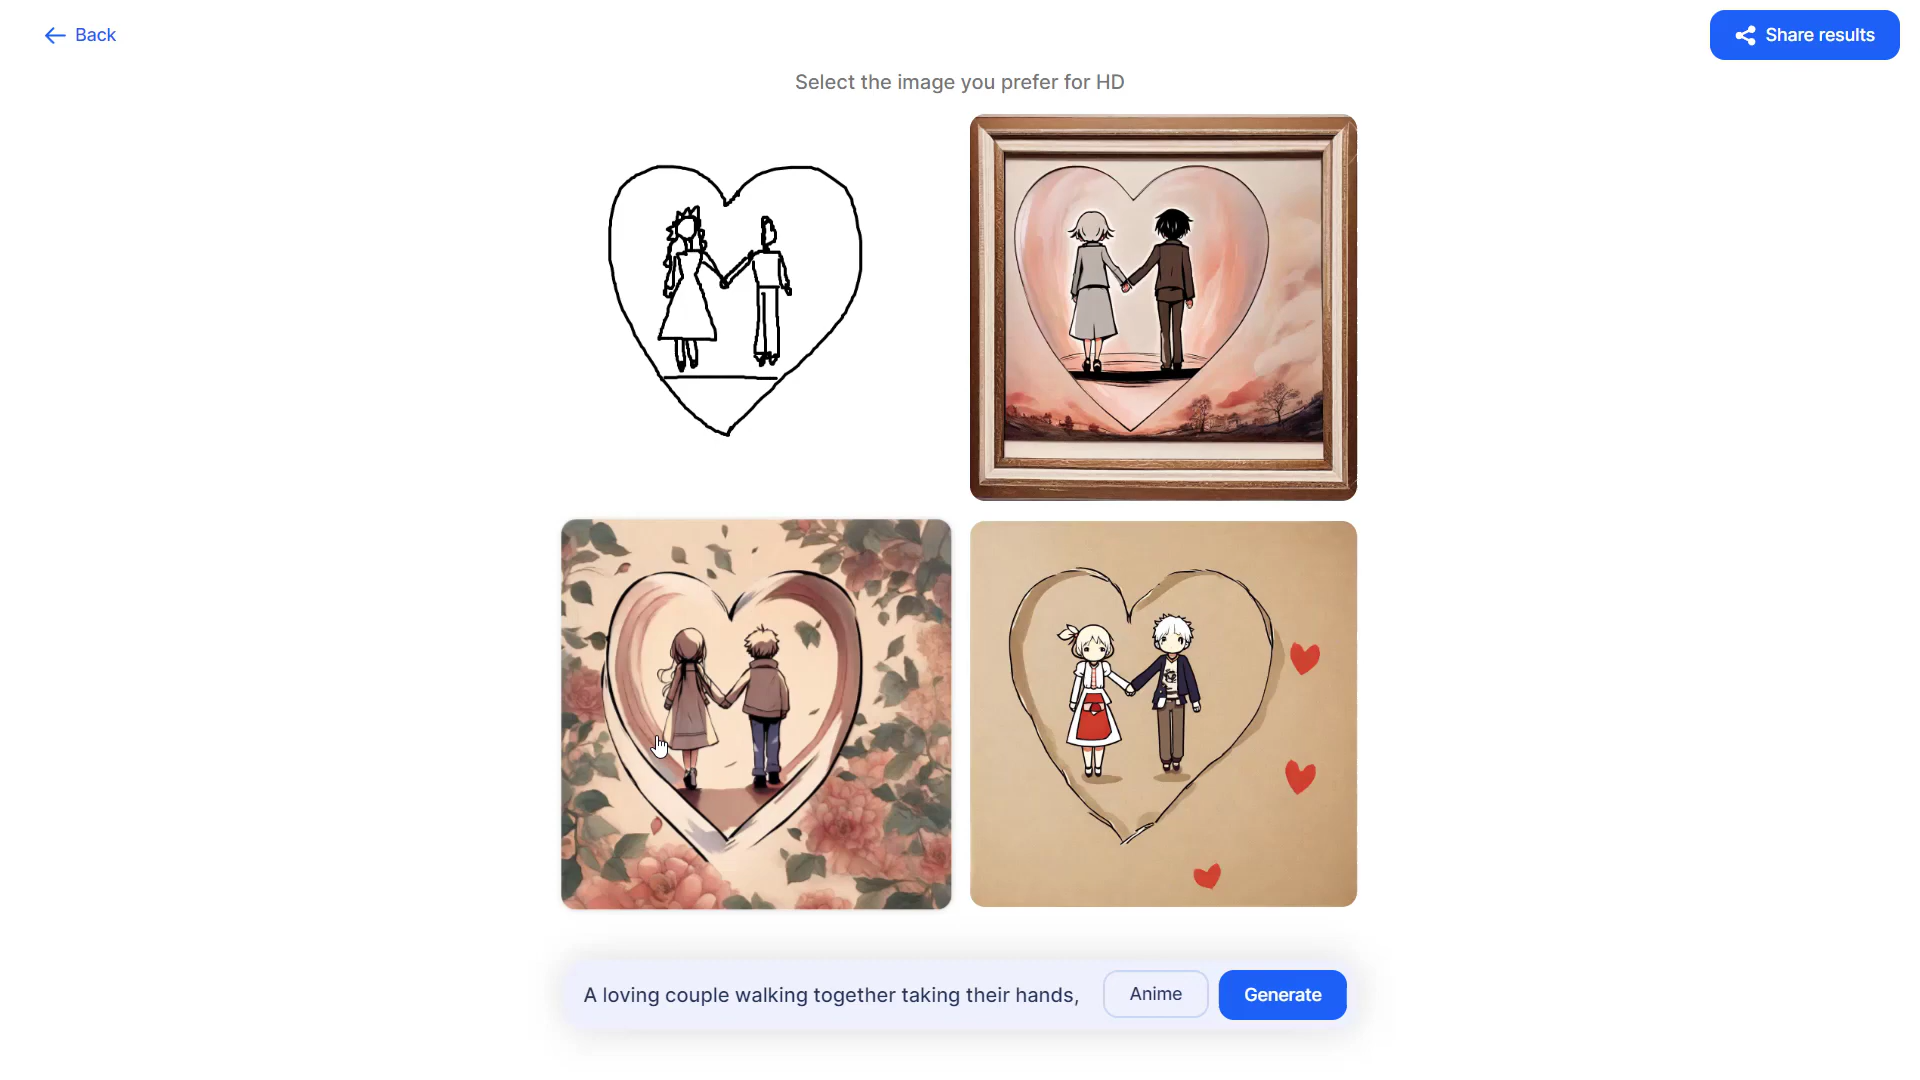 Back
Share results
Select the image you prefer for HD
A loving couple walking together taking their hands,
Anime
Generate